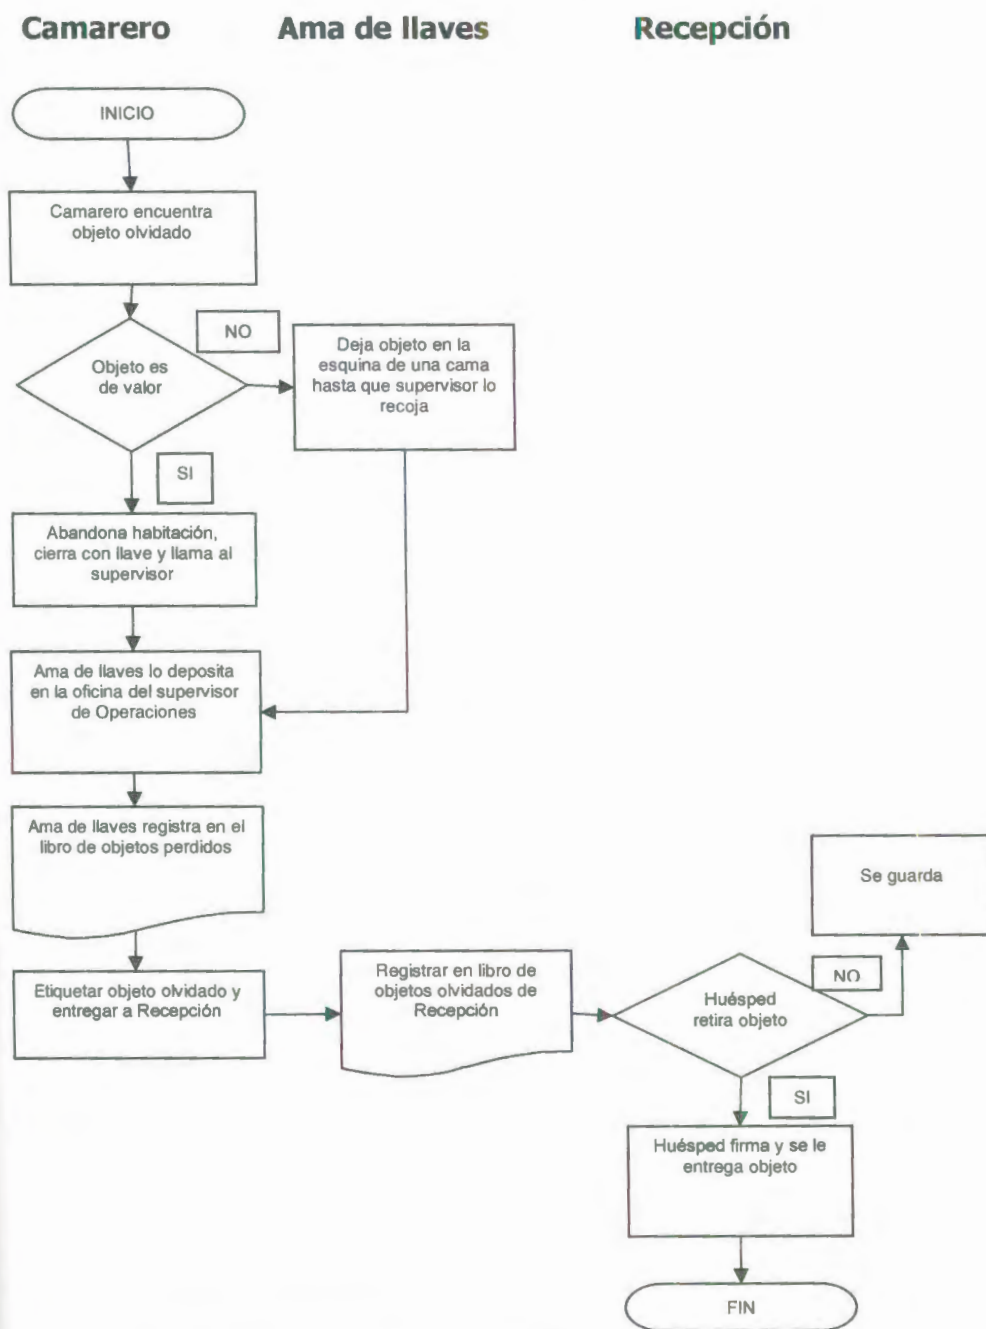 Camarero Ama de llaves Recepción
INICIO
Camarero encuentra
objeto olvidado
Objeto es
de valor
NO
Deja objeto en la
esquina de una cama
hasta que supervisor lo
recoja
SI
Abandona habitación,
cierra con llave y llama al
supervisor
Ama de llaves lo deposita
en la oficina del supervisor
de Operaciones
Ama de llaves registra en el
libro de objetos perdidos
Etiquetar objeto olvidado y
entregar a Recepción
Registrar en libro de
objetos olvidados de
Recepción
Huésped
retira objeto
NO
Se guarda
SI
Huésped firma y se le
entrega objeto
FIN